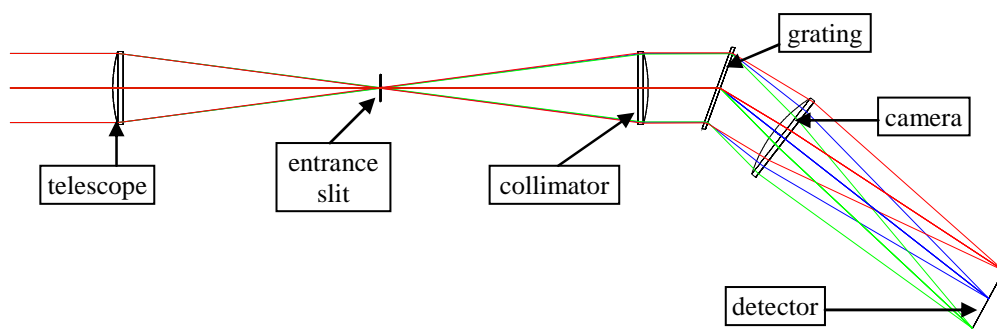 grating
camera
telescope
entrance
slit
collimator
detector